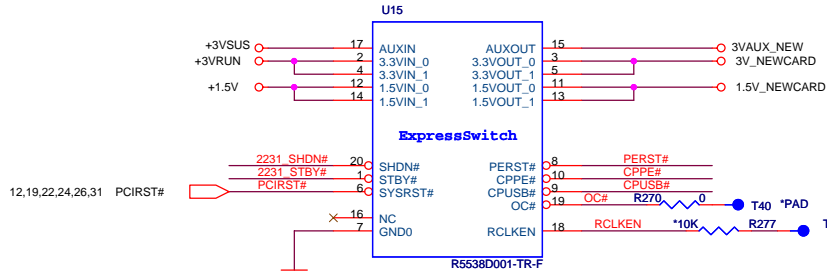 U15
+3VSUS 17 AUXIN AUXOUT 15 3VAUX_NEW
+3VRUN 2 3.3VIN_0 3.3VOUT_0 3 3V_NEWCARD
4 3.3VIN_1 3.3VOUT_1 5
+1.5V 12 1.5VIN_0 1.5VOUT_0 11 1.5V_NEWCARD
14 1.5VIN_1 1.5VOUT_1 13
ExpressSwitch
2231_SHDN# 20 SHDN# PERST# 8 PERST#
2231_STBY# 1 STBY# CPPE# 10 CPPE#
12,19,22,24,26,31 PCIRST# PCIRST# 6 SYSRST# CPUSB# 9 CPUSB#
OC# 19 OC# R270 0 T40 *PAD
16 NC
7 GND0 RCLKEN 18 RCLKEN *10K R277 T
R5538D001-TR-F